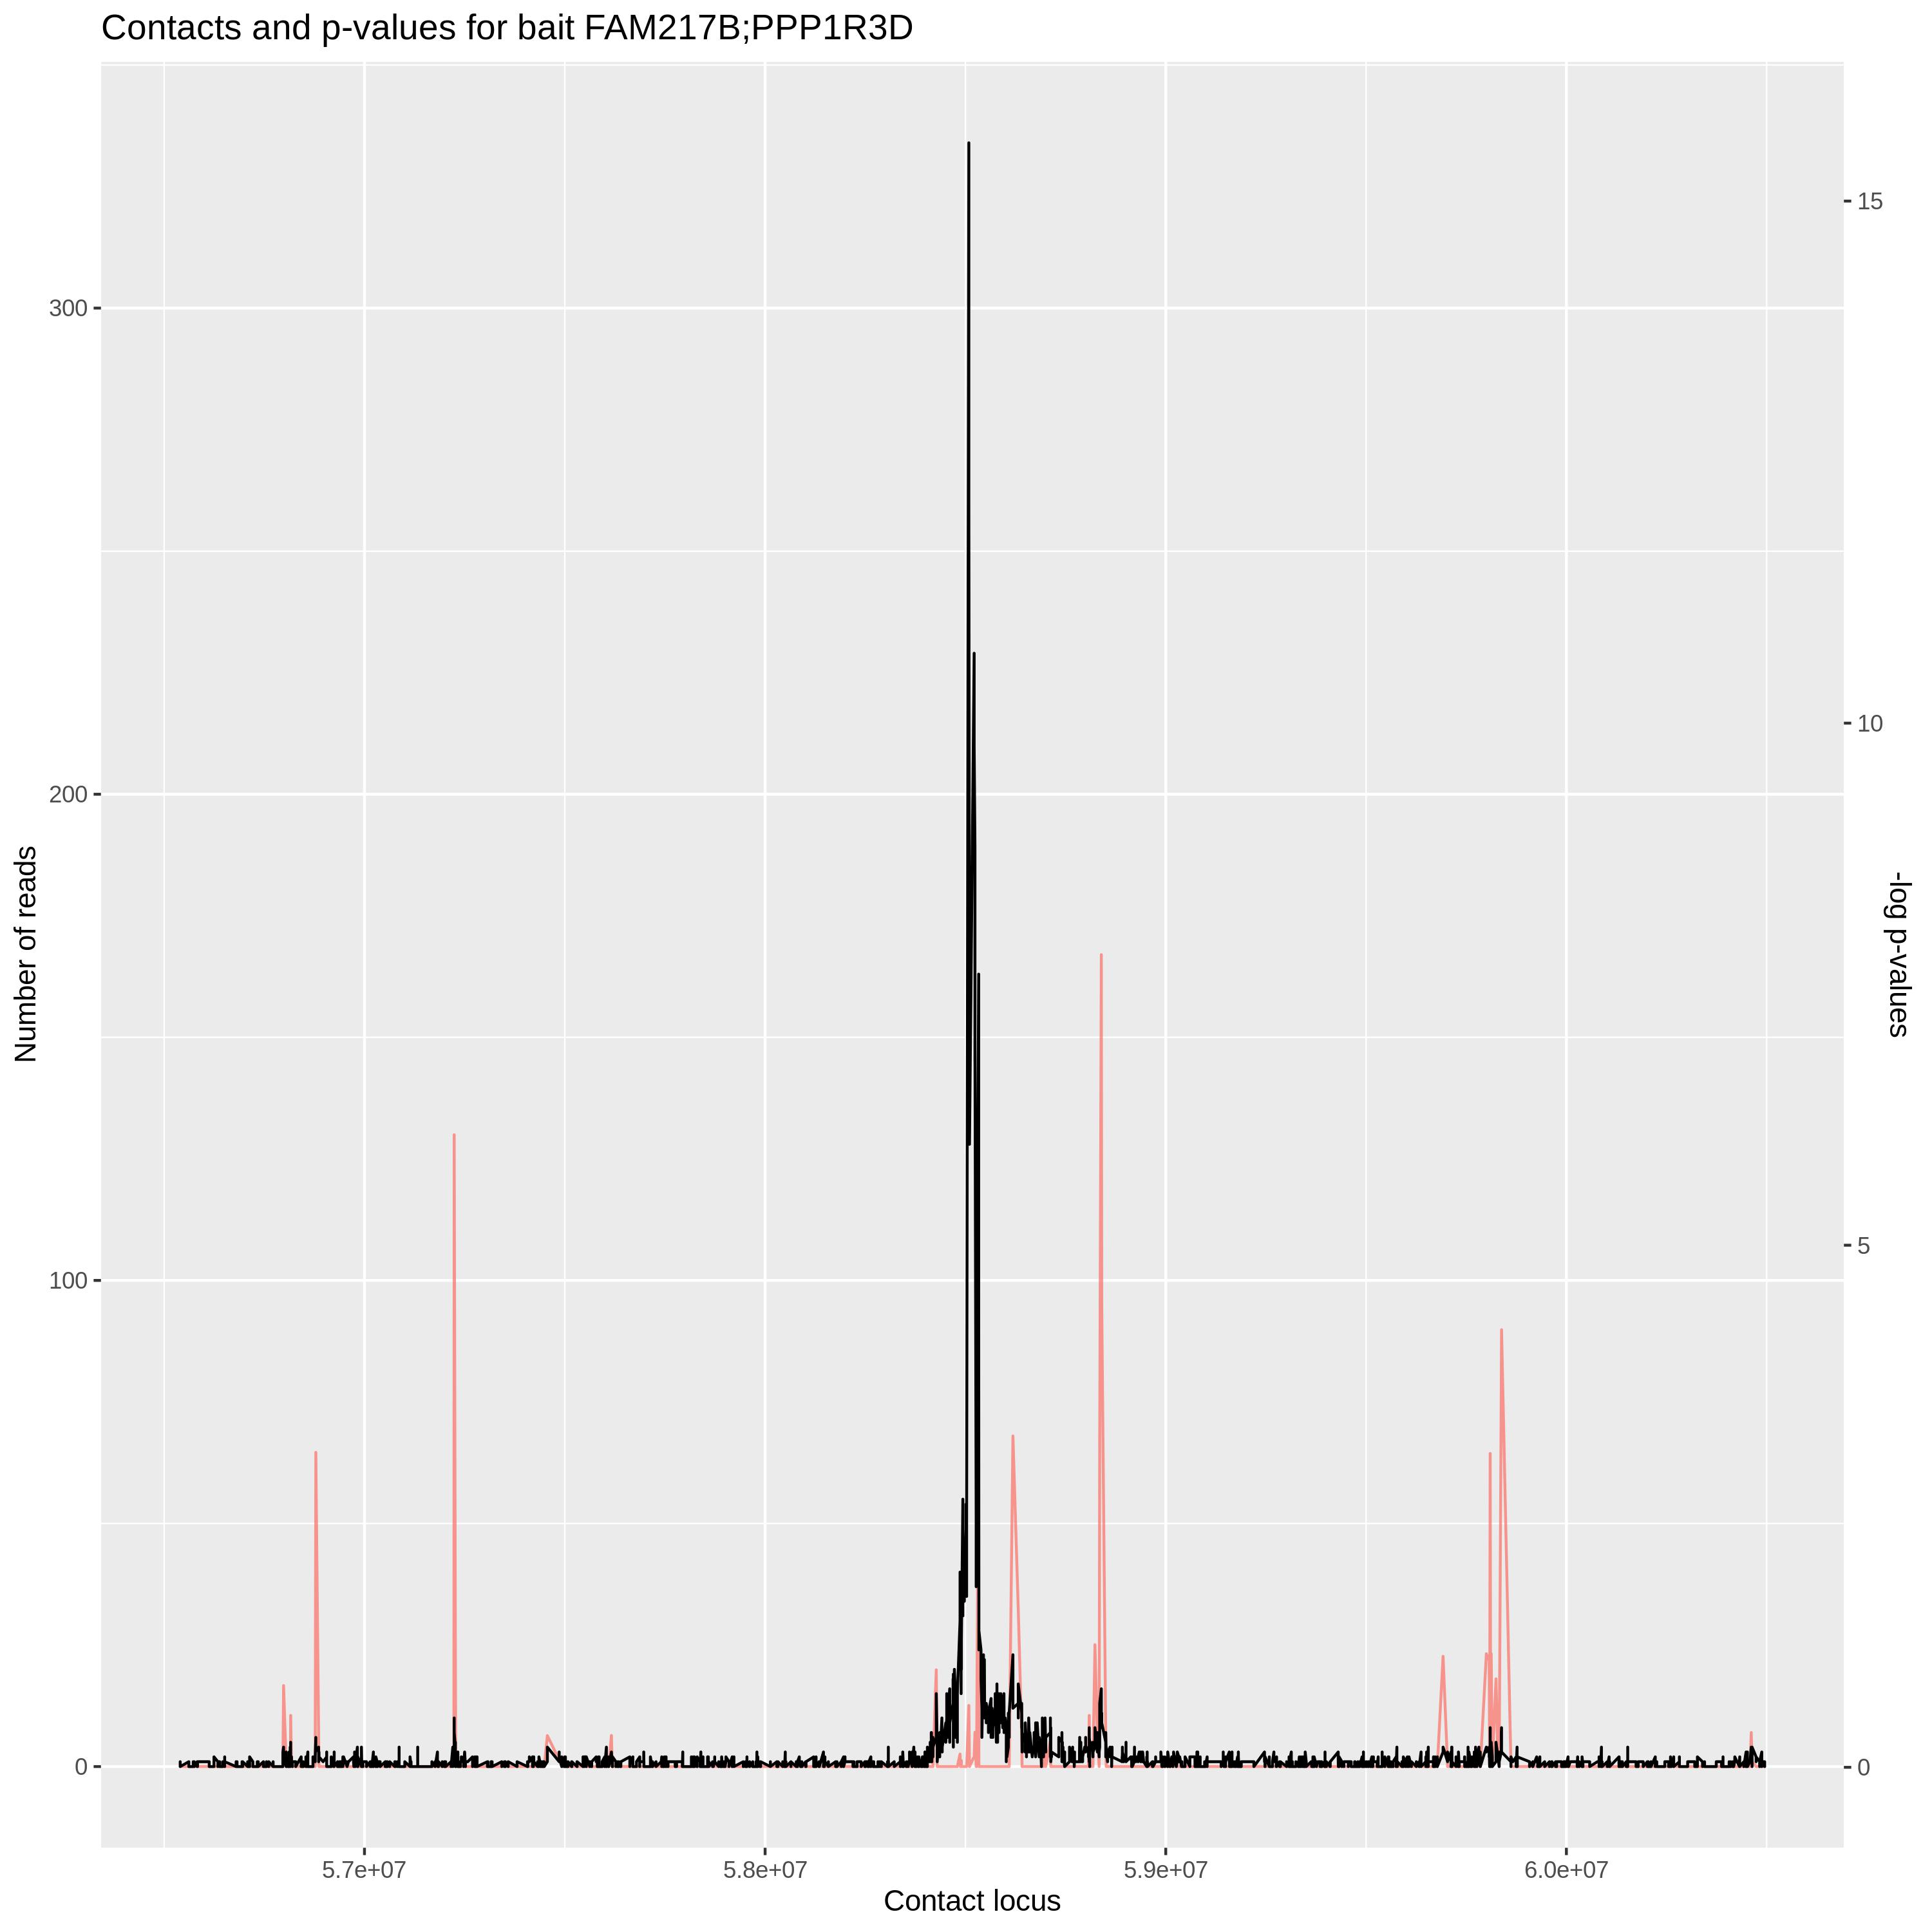 Contacts and p-values for bait FAM217B;PPP1R3D
Number of reads
300
200
100
0
15
10
5
0
-log p-values
5.7e+07
5.8e+07
5.9e+07
6.0e+07
Contact locus